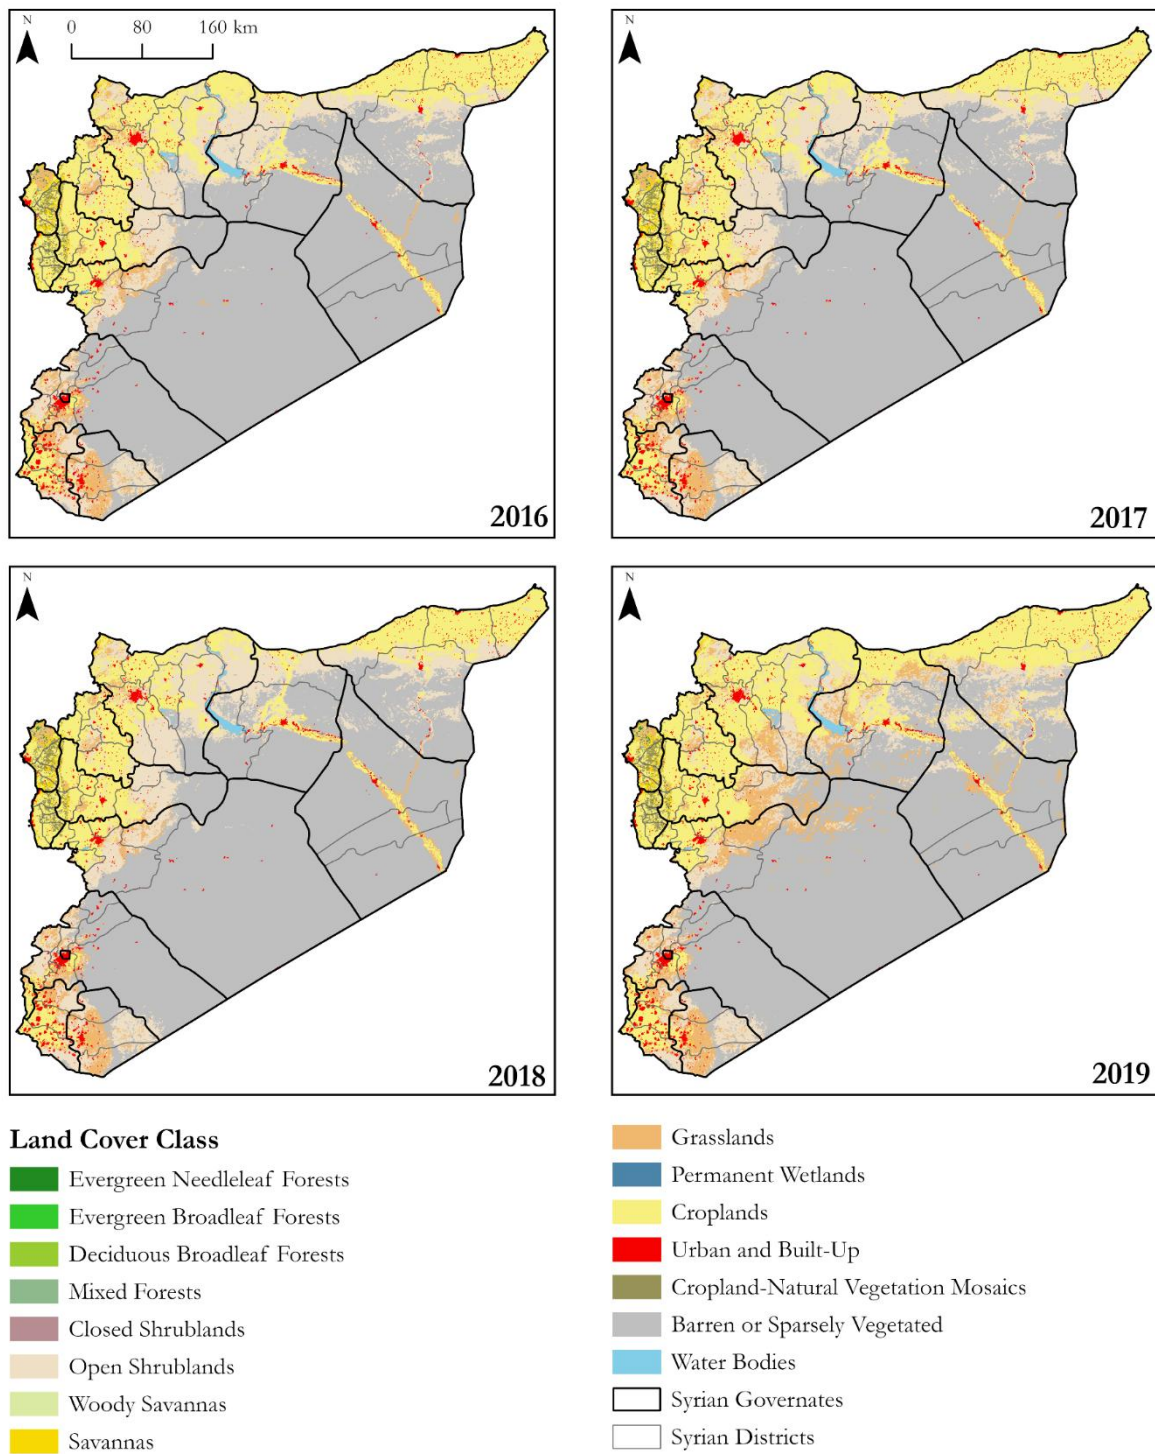 N
0 80 160 km
2016
N
2017
N
2018
N
2019
Land Cover Class
Evergreen Needleleaf Forests
Evergreen Broadleaf Forests
Deciduous Broadleaf Forests
Mixed Forests
Closed Shrublands
Open Shrublands
Woody Savannas
Savannas
Grasslands
Permanent Wetlands
Croplands
Urban and Built-Up
Cropland-Natural Vegetation Mosaics
Barren or Sparsely Vegetated
Water Bodies
Syrian Governates
Syrian Districts